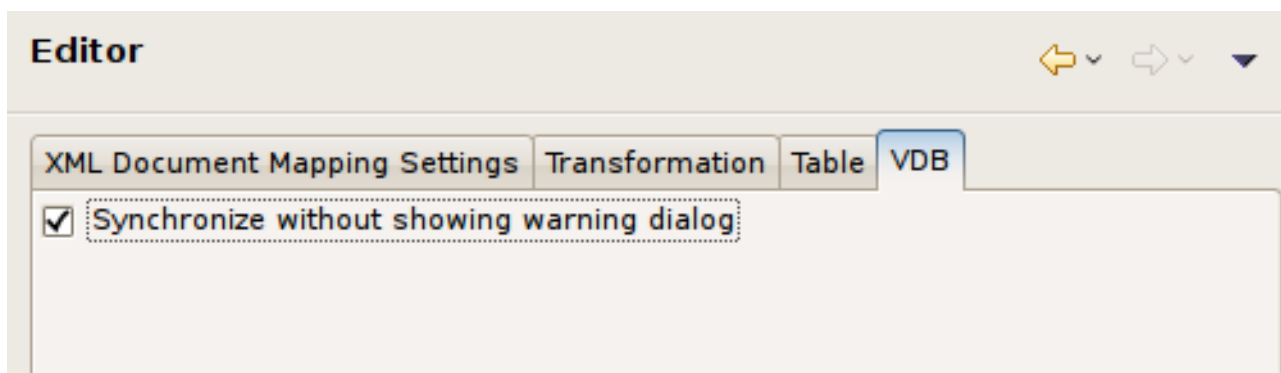 Editor
XML Document Mapping Settings Transformation Table VDB
Synchronize without showing warning dialog